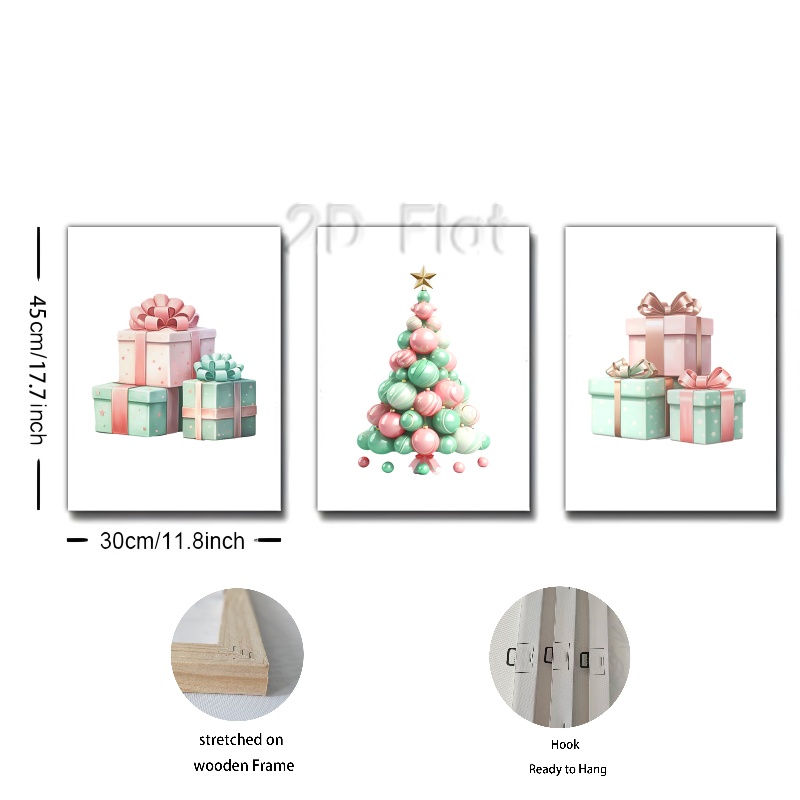 2D Flat
45cm/17.7inch
30cm/11.8inch
stretched on
wooden Frame
Hook
Ready to Hang